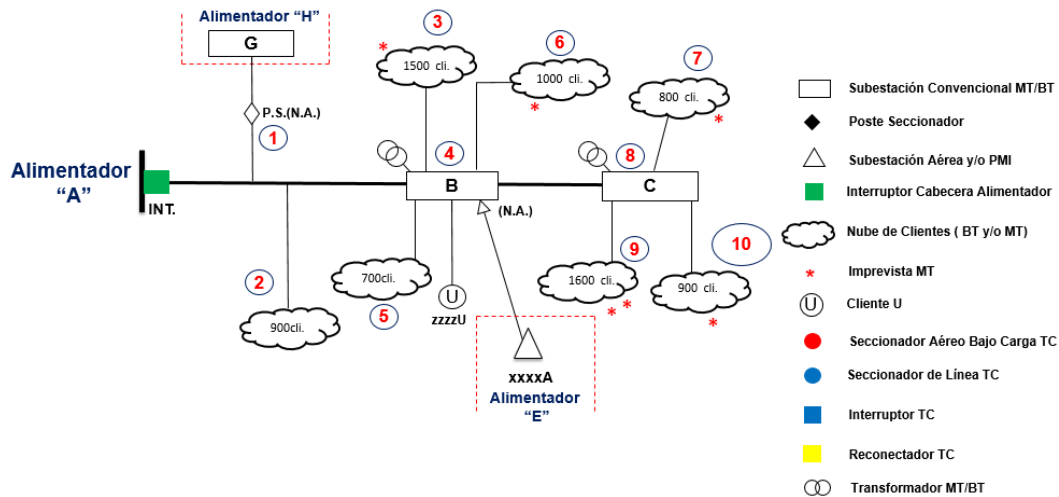 Alimentador “H”
G
P.S.(N.A.)
1
Alimentador
“A”
INT.
2
900cli.
3
*
1500 cli.
6
1000 cli.
*
7
800 cli.
*
4
B
(N.A.)
8
C
700cli.
5
U
zzzzU
xxxxA
Alimentador
“E”
9
1600 cli.
* *
10
900 cli.
*
Subestación Convencional MT/BT
Poste Seccionador
Subestación Aérea y/o PMI
Interruptor Cabecera Alimentador
Nube de Clientes ( BT y/o MT)
* Imprevista MT
U Cliente U
Seccionador Aéreo Bajo Carga TC
Seccionador de Línea TC
Interruptor TC
Reconectador TC
Transformador MT/BT